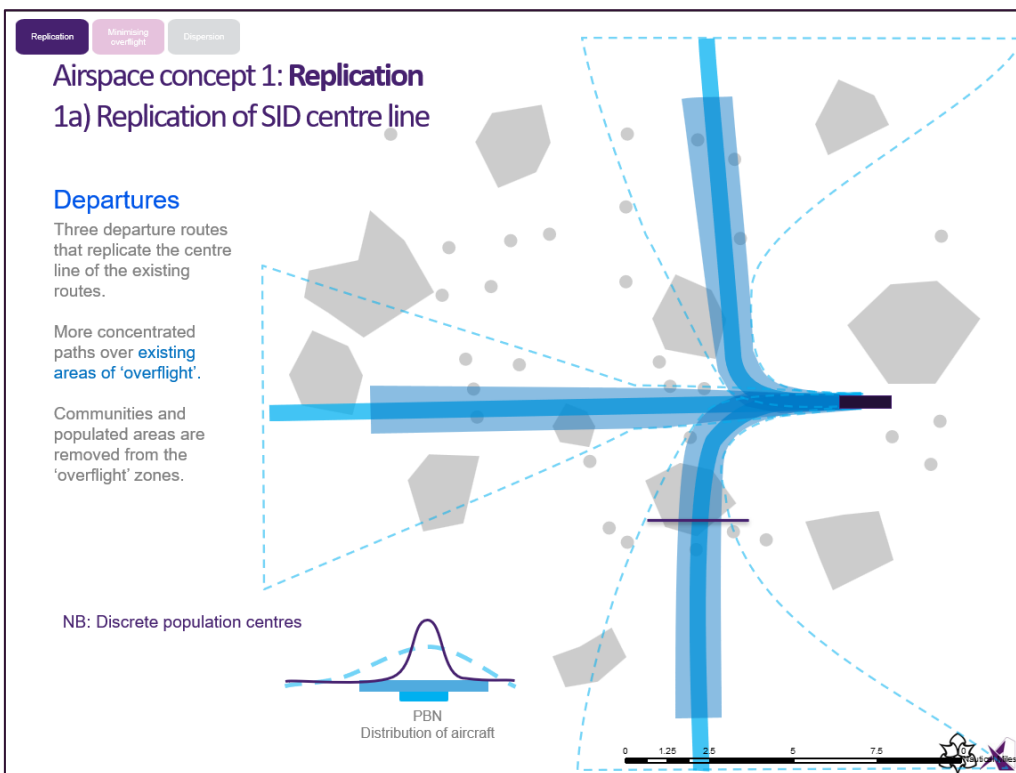 Replication
Minimising
overflight
Dispersion
Airspace concept 1: Replication
1a) Replication of SID centre line
Departures
Three departure routes
that replicate the centre
line of the existing
routes.
More concentrated
paths over existing
areas of ‘overflight’.
Communities and
populated areas are
removed from the
‘overflight’ zones.
NB: Discrete population centres
PBN
Distribution of aircraft
0 1.25 2.5 5 7.5